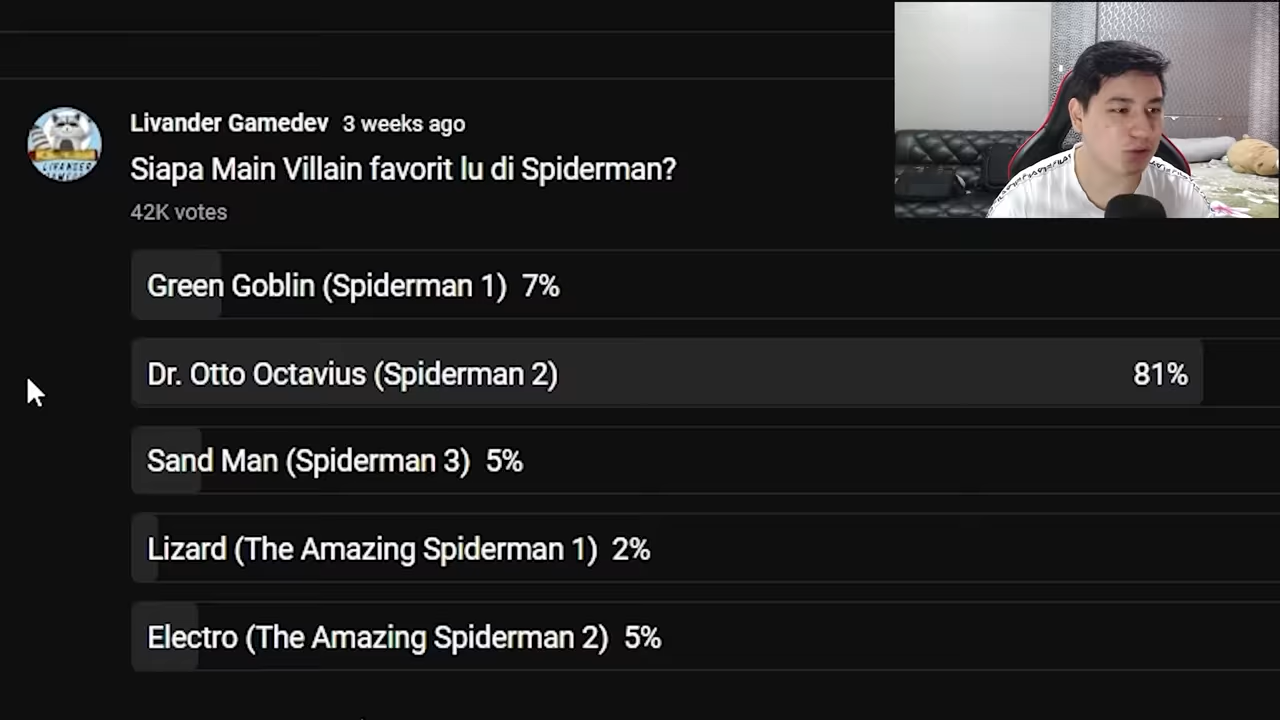 Livander Gamedev 3 weeks ago
Siapa Main Villain favorit lu di Spiderman?
42K votes
Green Goblin (Spiderman 1) 7%
Dr. Otto Octavius (Spiderman 2) 81%
Sand Man (Spiderman 3) 5%
Lizard (The Amazing Spiderman 1) 2%
Electro (The Amazing Spiderman 2) 5%